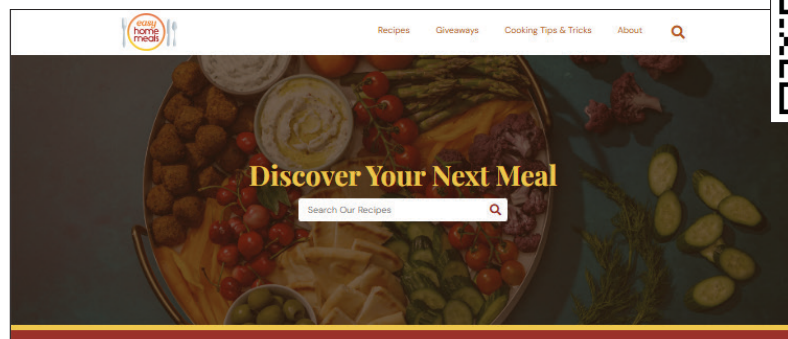 easy
home
meals
Recipes Giveaways Cooking Tips & Tricks About
Discover Your Next Meal
Search Our Recipes